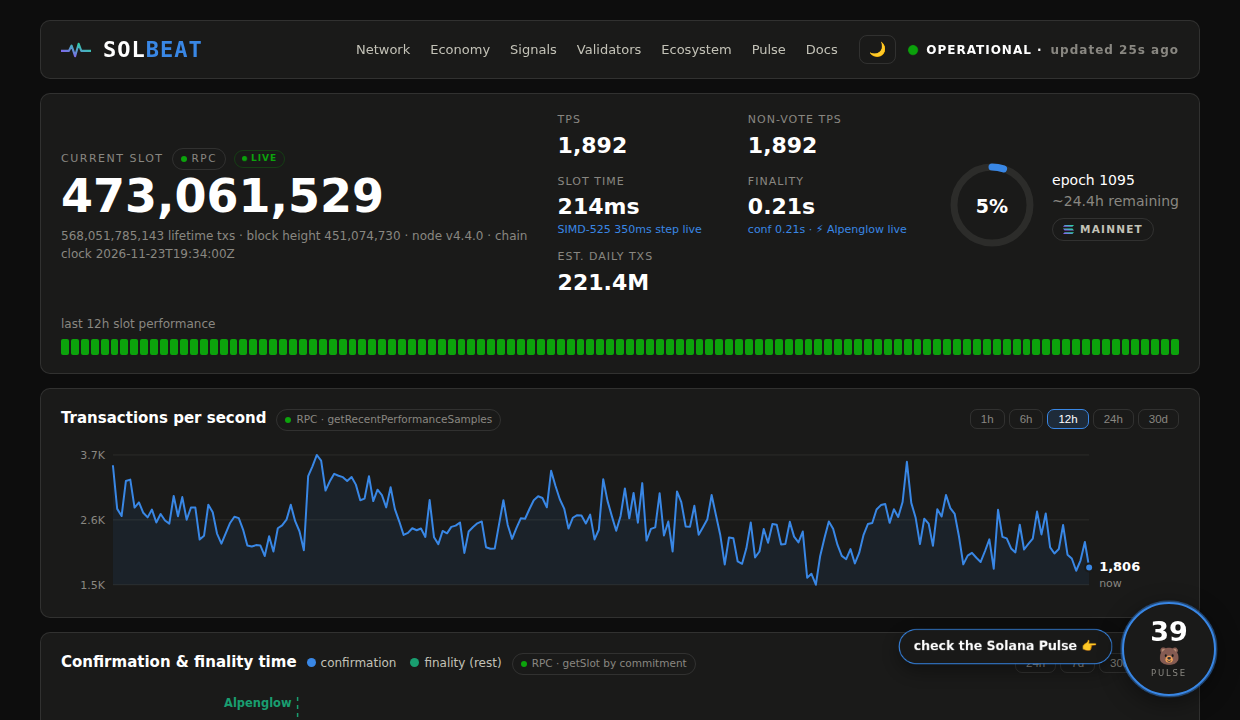 SOLBEAT
Network Economy Signals Validators Ecosystem Pulse Docs
OPERATIONAL · updated 25s ago
CURRENT SLOT RPC LIVE
473,061,529
568,051,785,143 lifetime txs · block height 451,074,730 · node v4.4.0 · chain
clock 2026-11-23T19:34:00Z
TPS
1,892
NON-VOTE TPS
1,892
SLOT TIME
214ms
SIMD-525 350ms step live
FINALITY
0.21s
conf 0.21s · ⚡ Alpenglow live
EST. DAILY TXS
221.4M
5%
epoch 1095
~24.4h remaining
MAINNET
last 12h slot performance
Transactions per second RPC · getRecentPerformanceSamples
1h 6h 12h 24h 30d
3.7K
2.6K
1.5K
1,806
now
Confirmation & finality time confirmation finality (rest) RPC · getSlot by commitment
check the Solana Pulse 👉
39
PULSE
Alpenglow